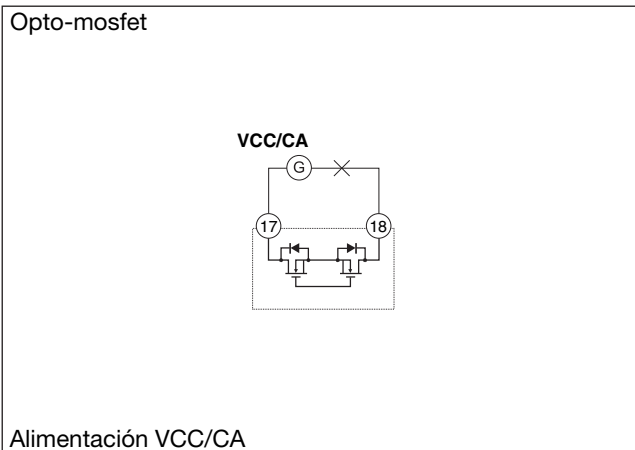 Opto-mosfet
VCC/CA
G
17
18
Alimentación VCC/CA